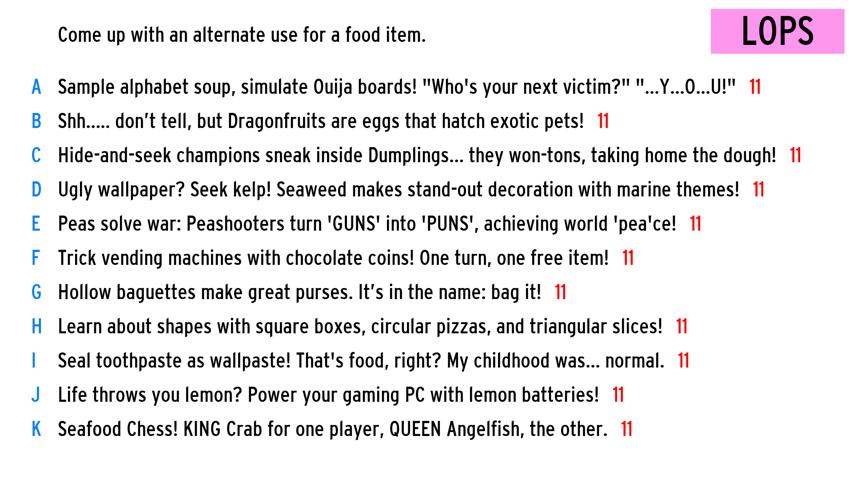 Come up with an alternate use for a food item.
LOPS
A Sample alphabet soup, simulate Ouija boards! "Who's your next victim?" "...Y...O...U!" 11
B Shh..... don’t tell, but Dragonfruits are eggs that hatch exotic pets! 11
C Hide-and-seek champions sneak inside Dumplings... they won-tons, taking home the dough! 11
D Ugly wallpaper? Seek kelp! Seaweed makes stand-out decoration with marine themes! 11
E Peas solve war: Peashooters turn 'GUNS' into 'PUNS', achieving world 'pea'ce! 11
F Trick vending machines with chocolate coins! One turn, one free item! 11
G Hollow baguettes make great purses. It’s in the name: bag it! 11
H Learn about shapes with square boxes, circular pizzas, and triangular slices! 11
I Seal toothpaste as wallpaste! That's food, right? My childhood was... normal. 11
J Life throws you lemon? Power your gaming PC with lemon batteries! 11
K Seafood Chess! KING Crab for one player, QUEEN Angelfish, the other. 11